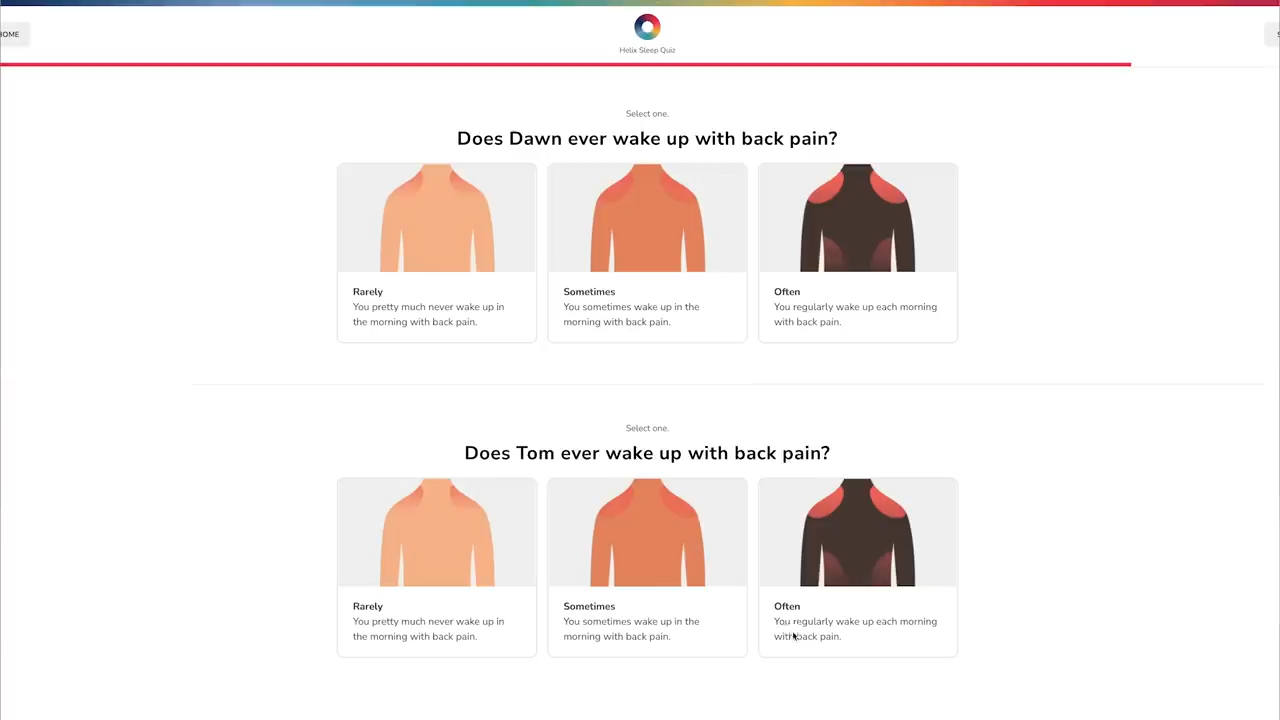 HOME
Helix Sleep Quiz
S
Select one.
Does Dawn ever wake up with back pain?
Rarely
You pretty much never wake up in
the morning with back pain.
Sometimes
You sometimes wake up in the
morning with back pain.
Often
You regularly wake up each morning
with back pain.
Select one.
Does Tom ever wake up with back pain?
Rarely
You pretty much never wake up in
the morning with back pain.
Sometimes
You sometimes wake up in the
morning with back pain.
Often
You regularly wake up each morning
with back pain.